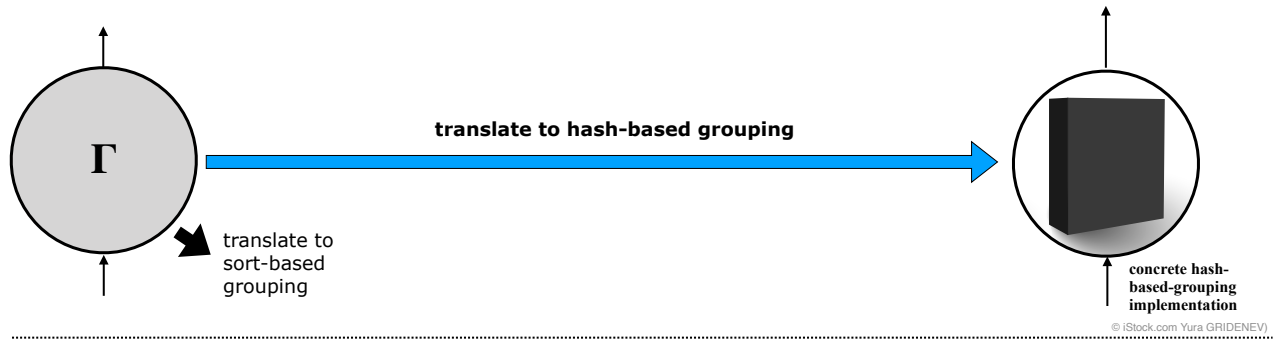 translate to hash-based grouping
Γ
translate to
sort-based
grouping
concrete hash-
based-grouping
implementation
© iStock.com Yura GRIDENEV)